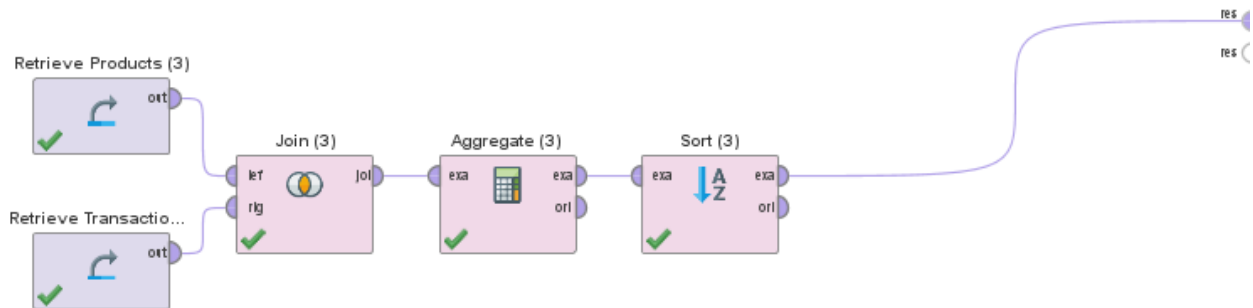 res
res
Retrieve Products (3)
out
Join (3)
Aggregate (3)
Sort (3)
lef
joi
exa
exa
exa
A
Z
exa
rig
ori
ori
Retrieve Transactio...
out